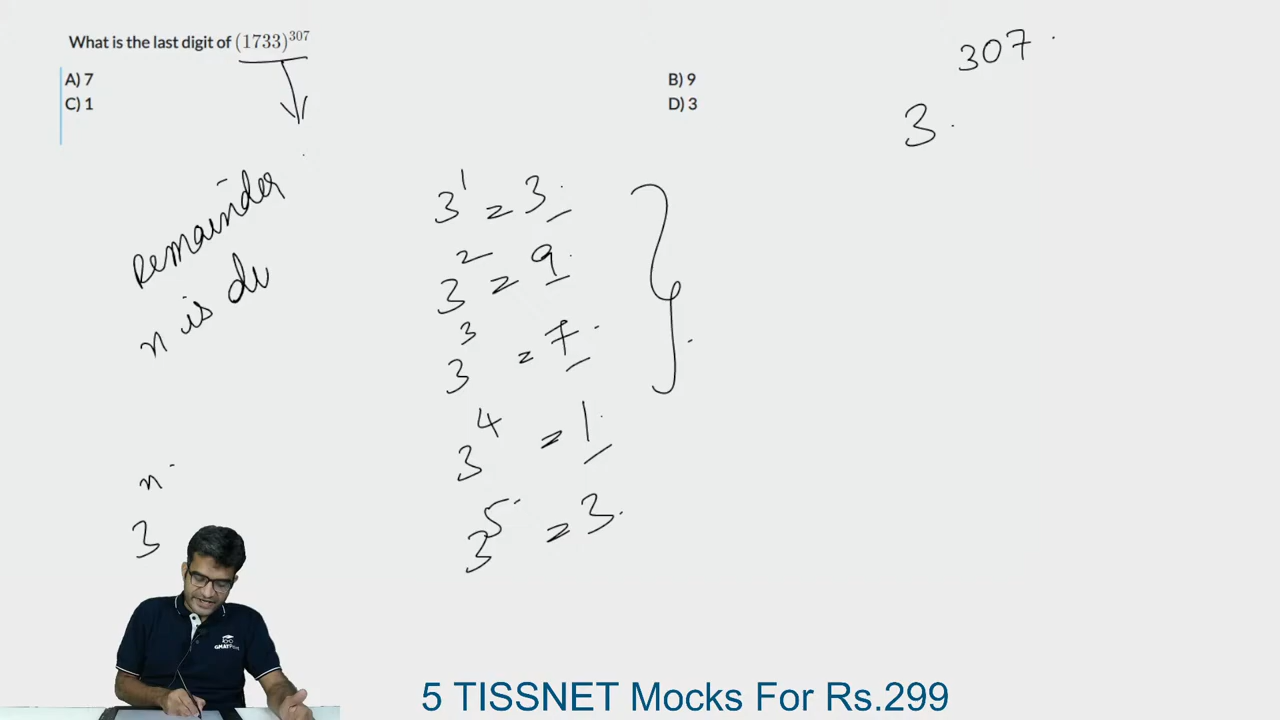 What is the last digit of (1733)^307
A) 7
B) 9
C) 1
D) 3
307
3
remainder
n is du
3^1 = 3
3^2 = 9
3^3 = 7
3^4 = 1
3^5 = 3
3^n
5 TISSNET Mocks For Rs.299